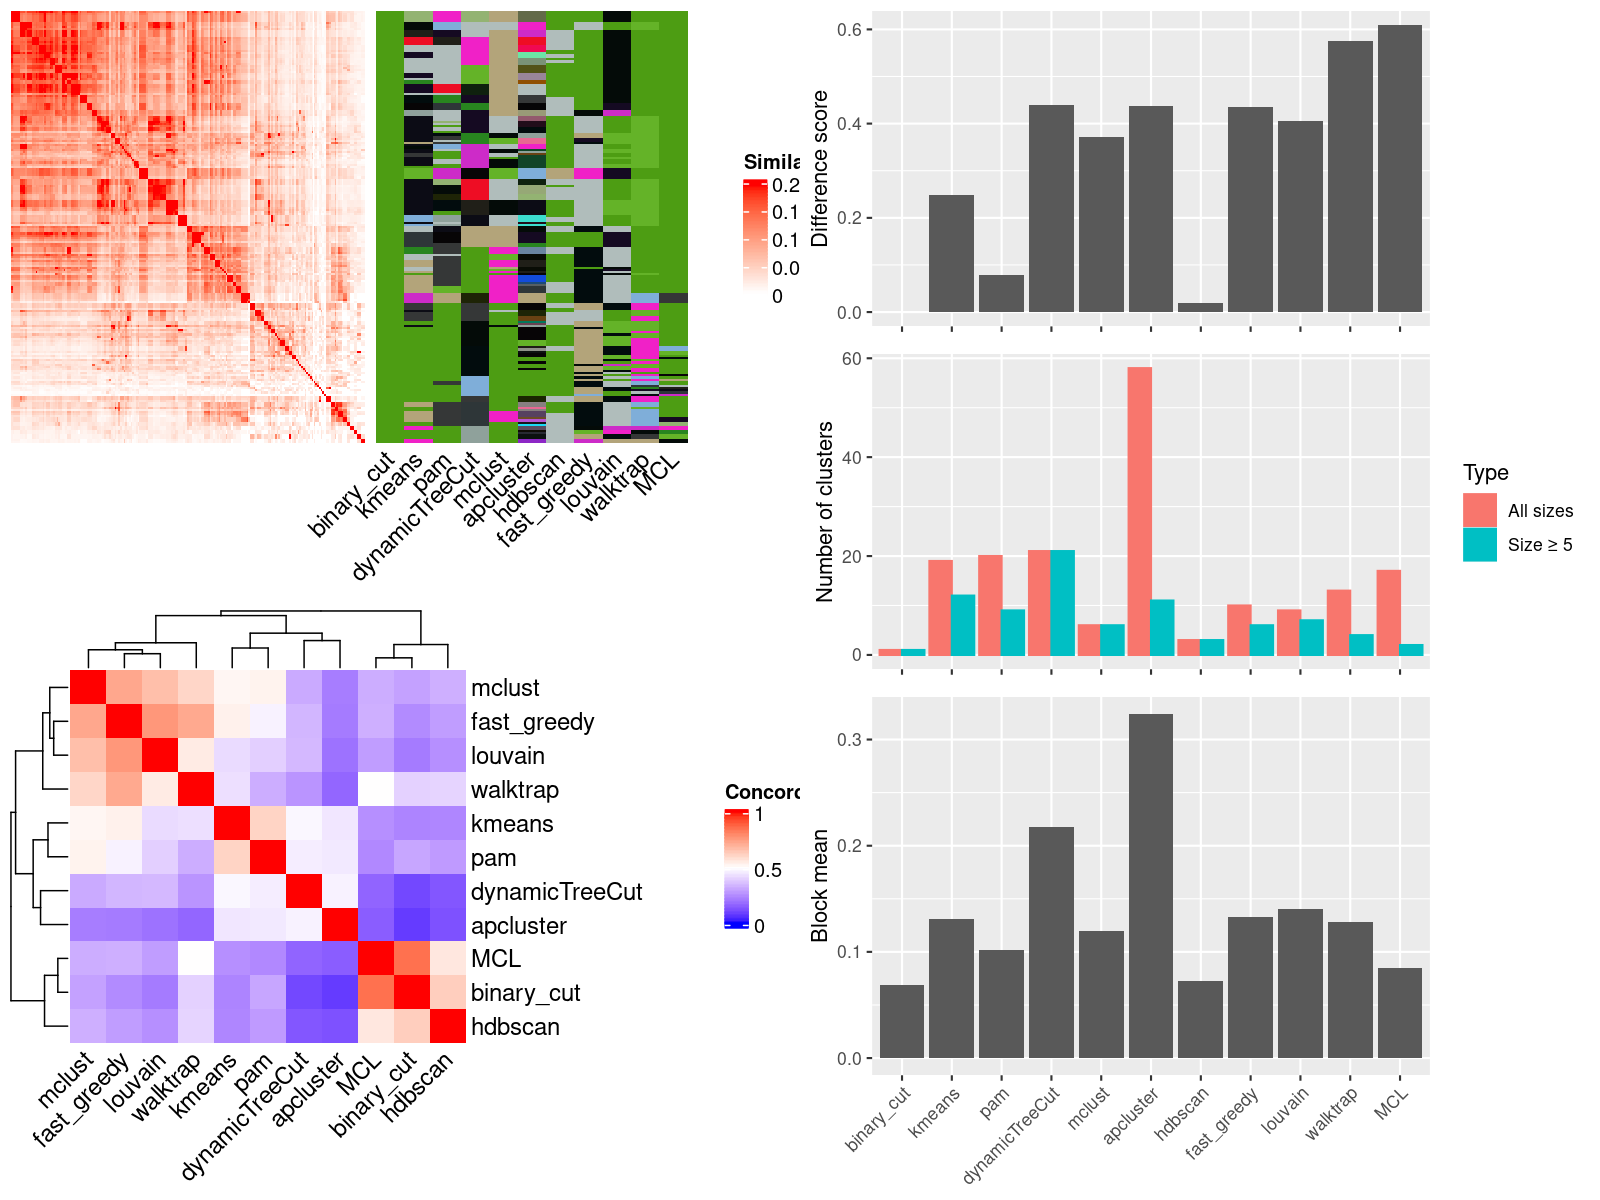 Simila
0.2
0.1
0.1
0.0
0
binary_cut
kmeans
pam
dynamicTreeCut
mclust
apcluster
hdbscan
fast_greedy
louvain
walktrap
MCL
mclust
fast_greedy
louvain
walktrap
kmeans
pam
dynamicTreeCut
apcluster
MCL
binary_cut
hdbscan
mclust
fast_greedy
louvain
walktrap
kmeans
pam
dynamicTreeCut
apcluster
MCL
binary_cut
hdbscan
Concord
1
0.5
0
Difference score
0.6
0.4
0.2
0.0
Number of clusters
60
40
20
0
Type
All sizes
Size ≥ 5
Block mean
0.3
0.2
0.1
0.0
binary_cut
kmeans
pam
dynamicTreeCut
mclust
apcluster
hdbscan
fast_greedy
louvain
walktrap
MCL